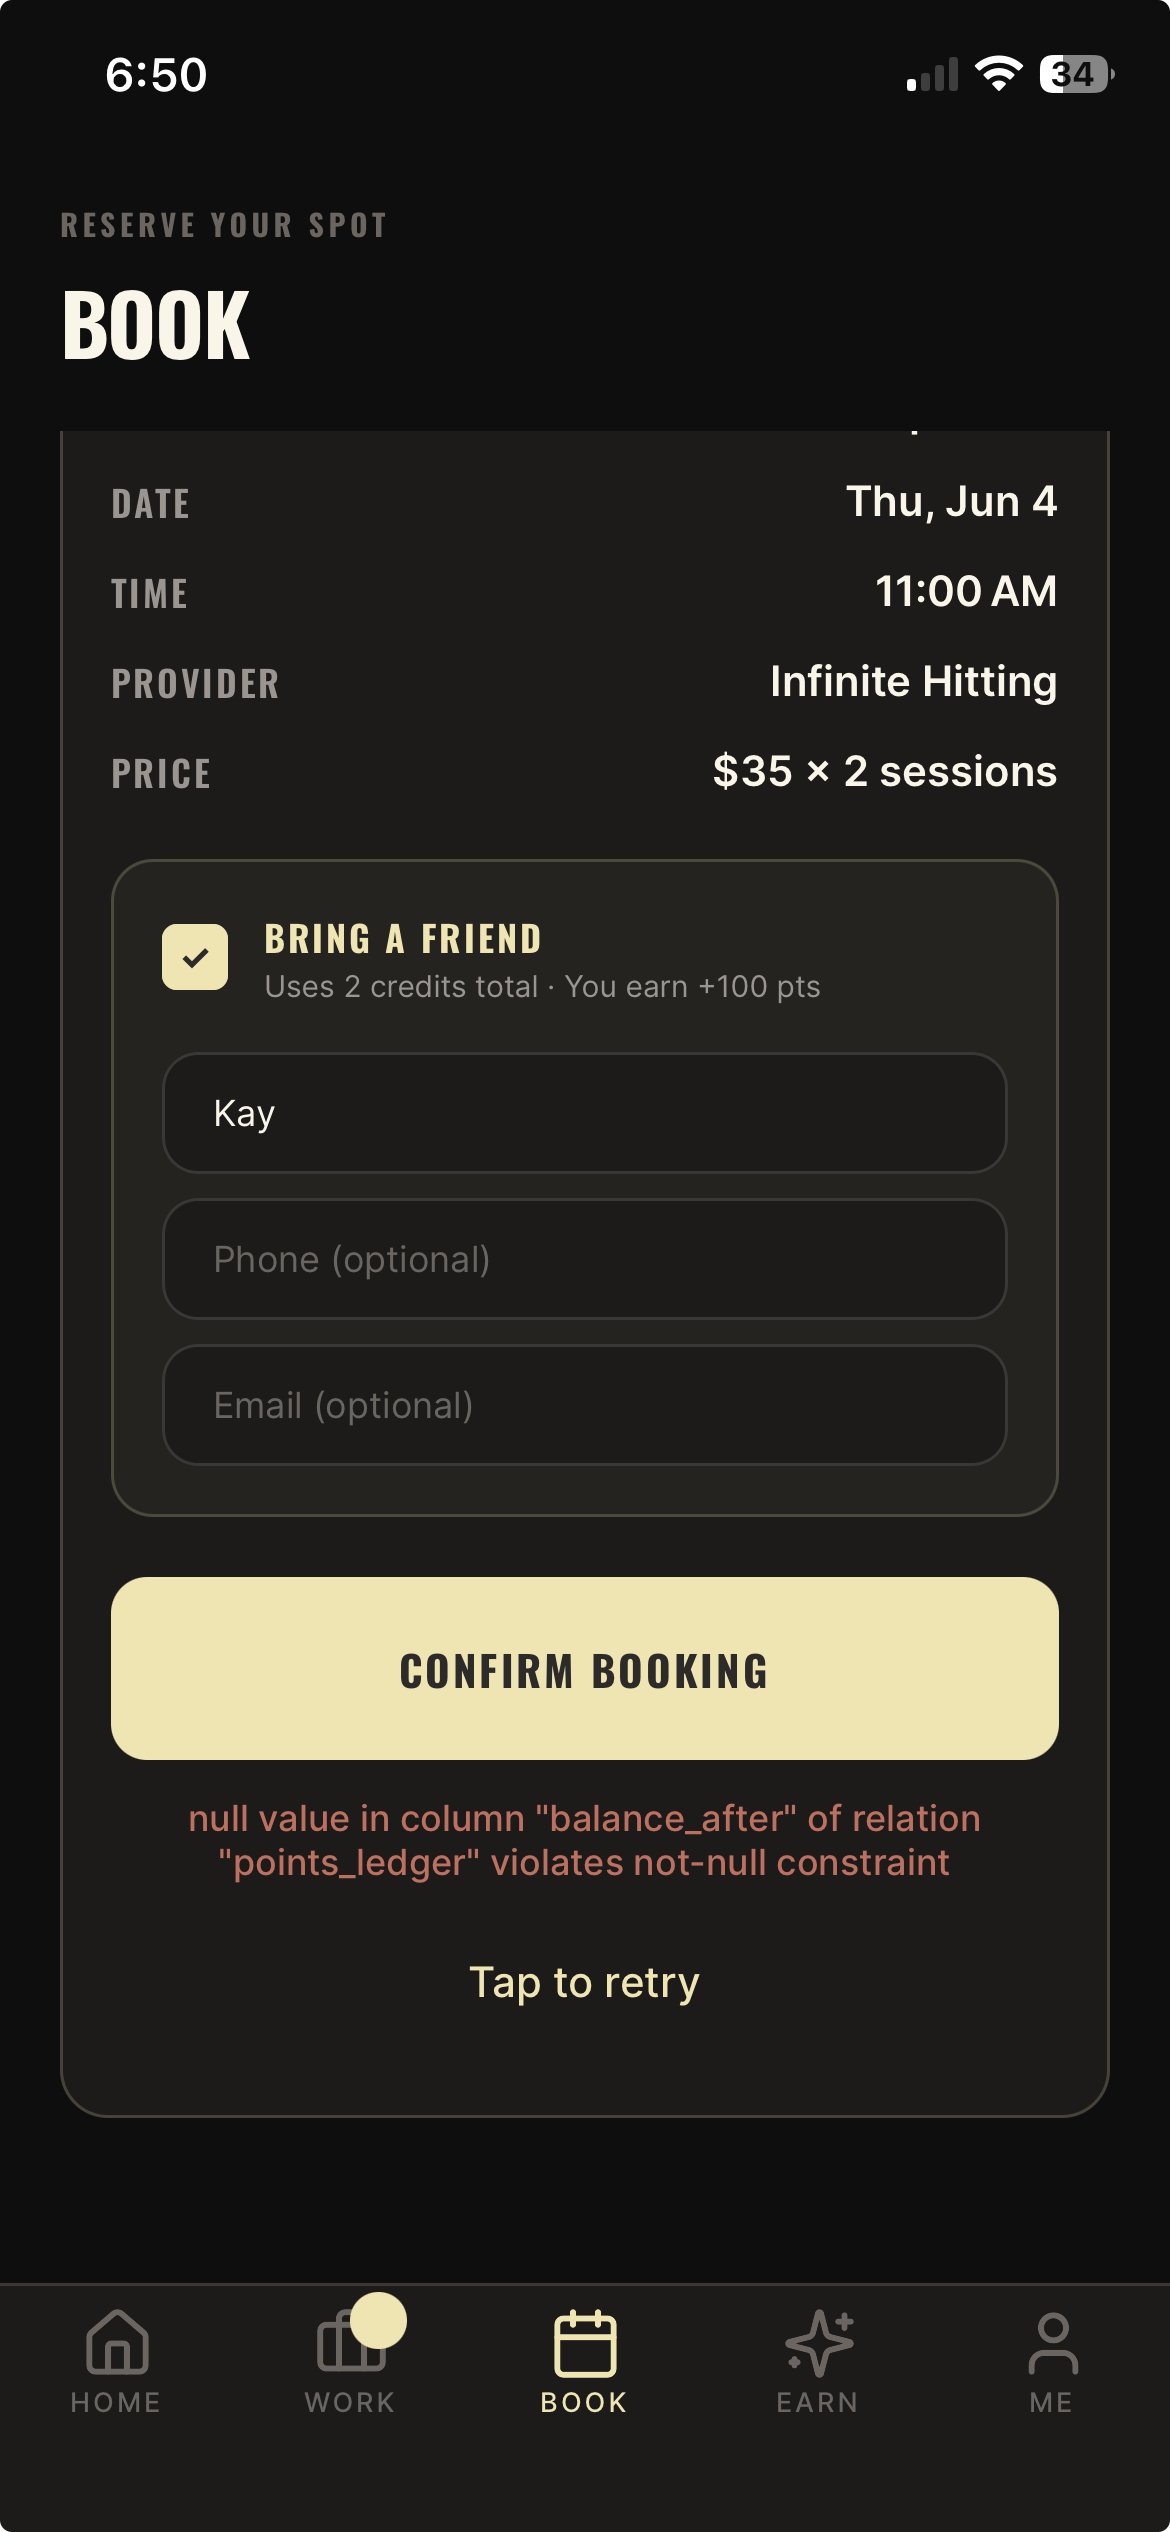 6:50
34
RESERVE YOUR SPOT
BOOK
DATE
Thu, Jun 4
TIME
11:00 AM
PROVIDER
Infinite Hitting
PRICE
$35 × 2 sessions
BRING A FRIEND
Uses 2 credits total · You earn +100 pts
Kay
Phone (optional)
Email (optional)
CONFIRM BOOKING
null value in column "balance_after" of relation
"points_ledger" violates not-null constraint
Tap to retry
HOME
WORK
BOOK
EARN
ME